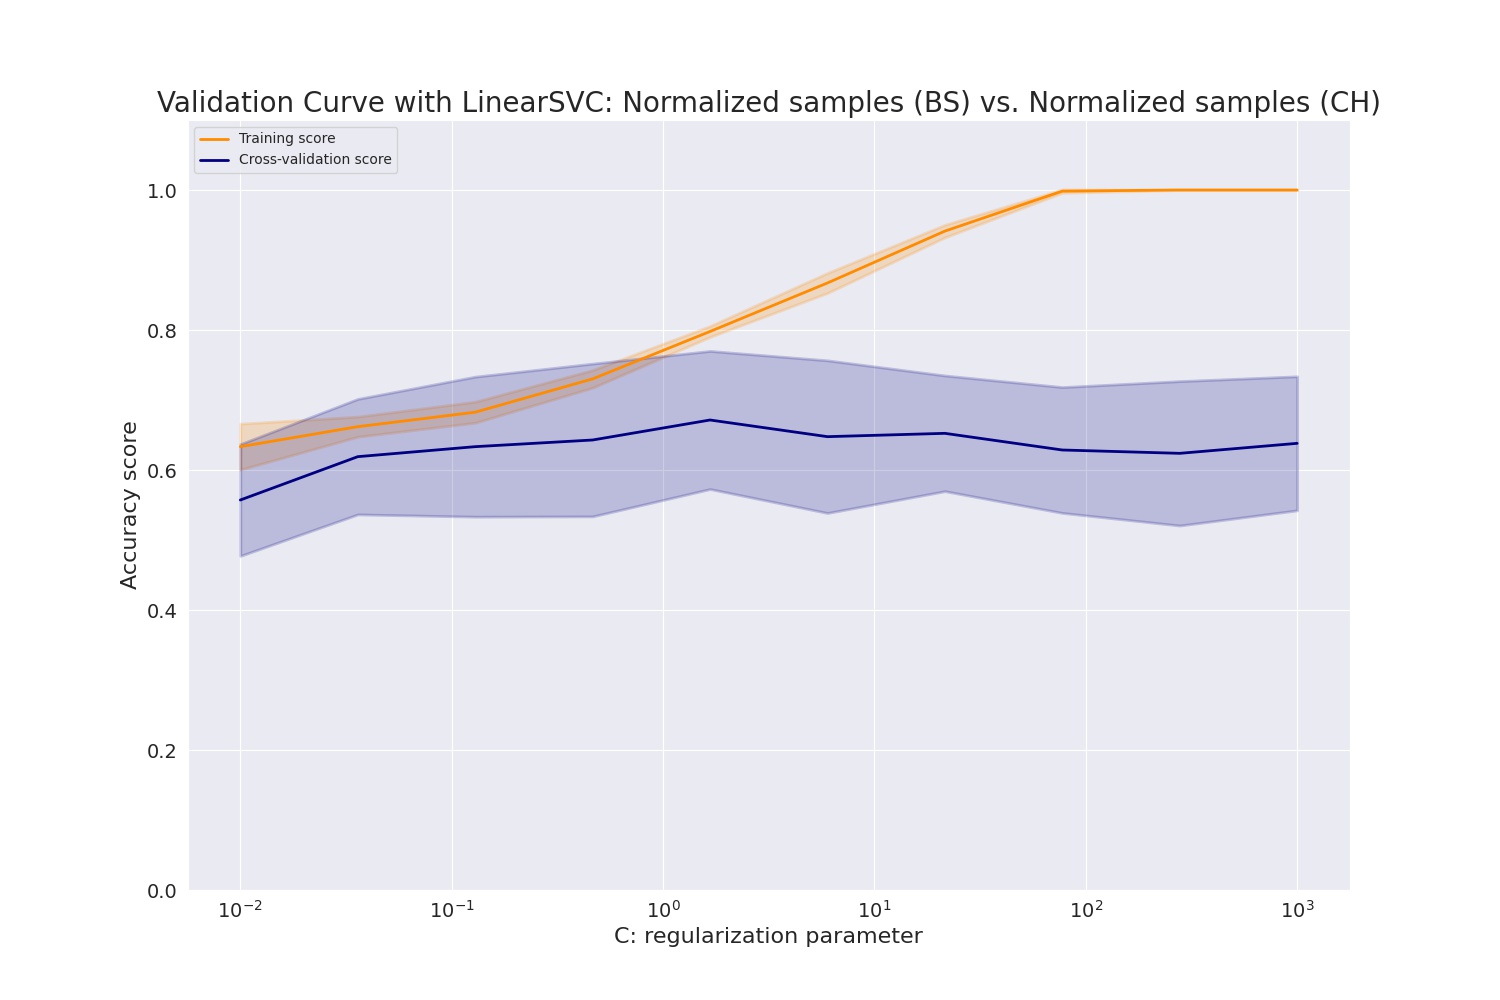 Validation Curve with LinearSVC: Normalized samples (BS) vs. Normalized samples (CH)
Training score
Cross-validation score
1.0
0.8
0.6
0.4
0.2
0.0
Accuracy score
10⁻² 10⁻¹ 10⁰ 10¹ 10² 10³
C: regularization parameter